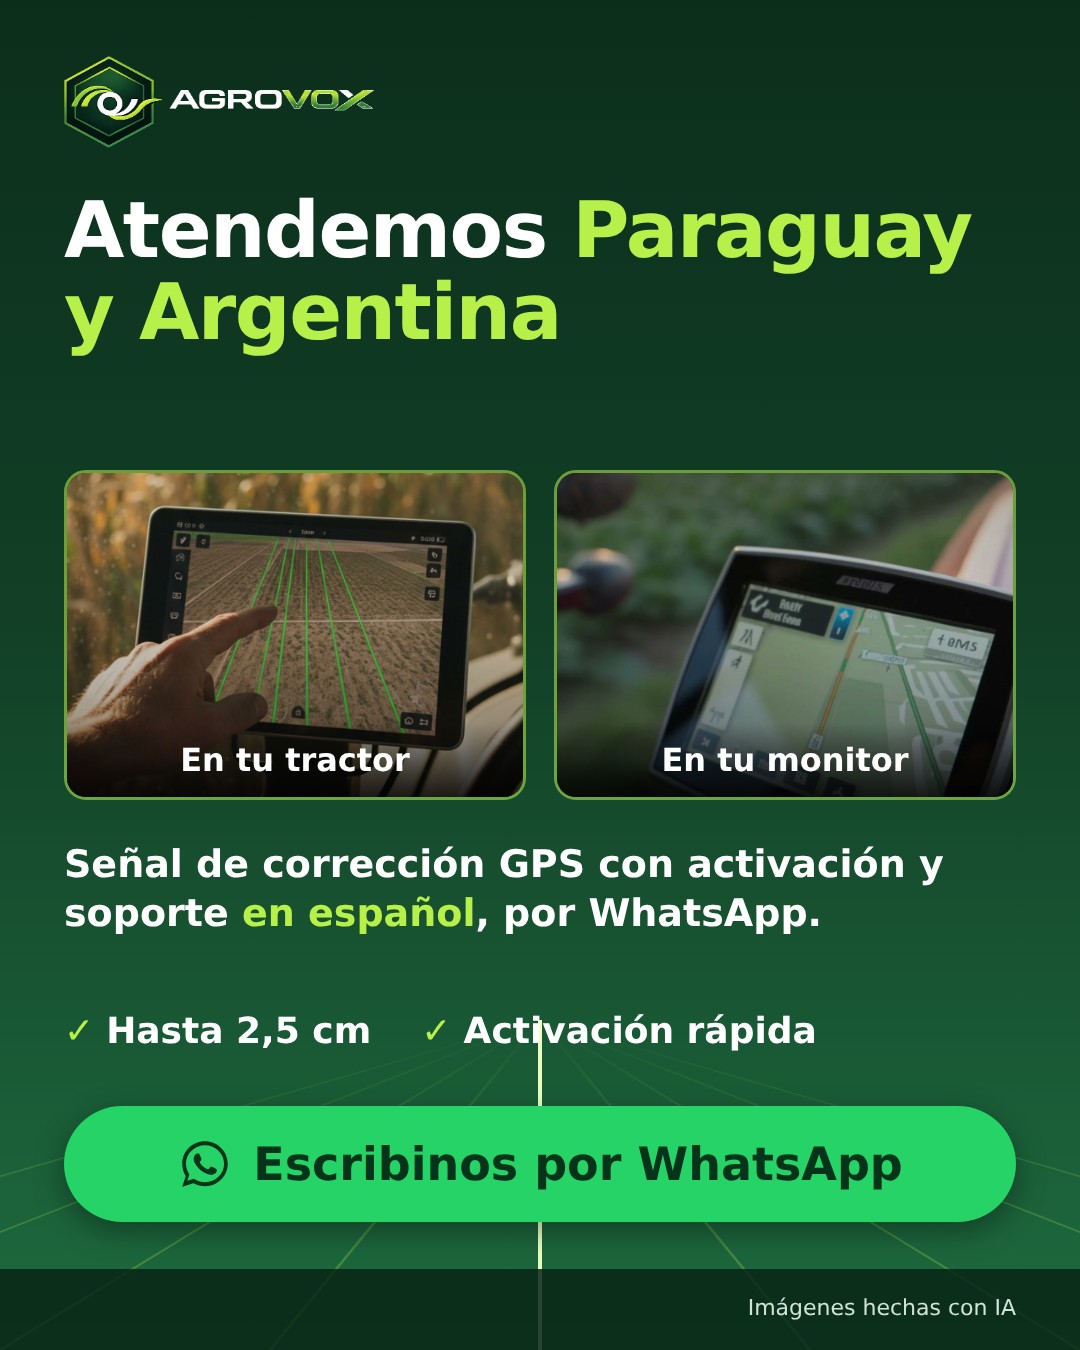 AGROVOX
Atendemos Paraguay
y Argentina
En tu tractor
En tu monitor
Señal de corrección GPS con activación y
soporte en español, por WhatsApp.
✓ Hasta 2,5 cm ✓ Activación rápida
Escribinos por WhatsApp
Imágenes hechas con IA